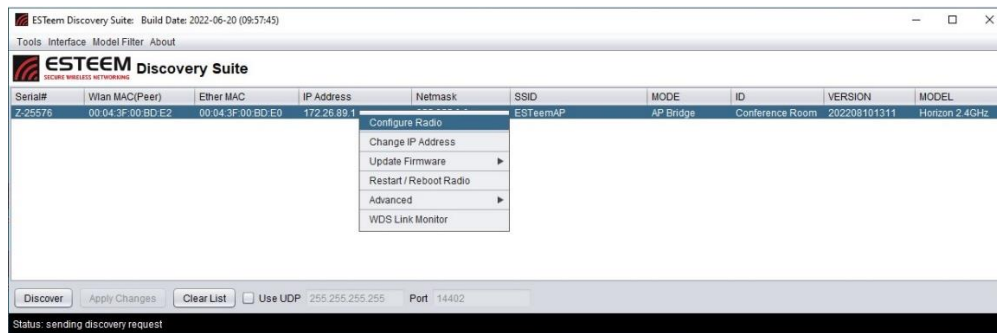 ESTeem Discovery Suite: Build Date: 2022-06-20 (09:57:45)
Tools Interface Model Filter About
ESTEEM Discovery Suite
SECURE WIRELESS NETWORKING
Serial# Wlan MAC(Peer) Ether MAC IP Address Netmask SSID MODE ID VERSION MODEL
Z-25576 00:04:3F:00:BD:E2 00:04:3F:00:BD:E0 172.26.89.1 ESTeemAP AP Bridge Conference Room 202208101311 Horizon 2.4GHz
Configure Radio
Change IP Address
Update Firmware
Restart / Reboot Radio
Advanced
WDS Link Monitor
Discover Apply Changes Clear List Use UDP 255.255.255.255 Port 14402
Status: sending discovery request